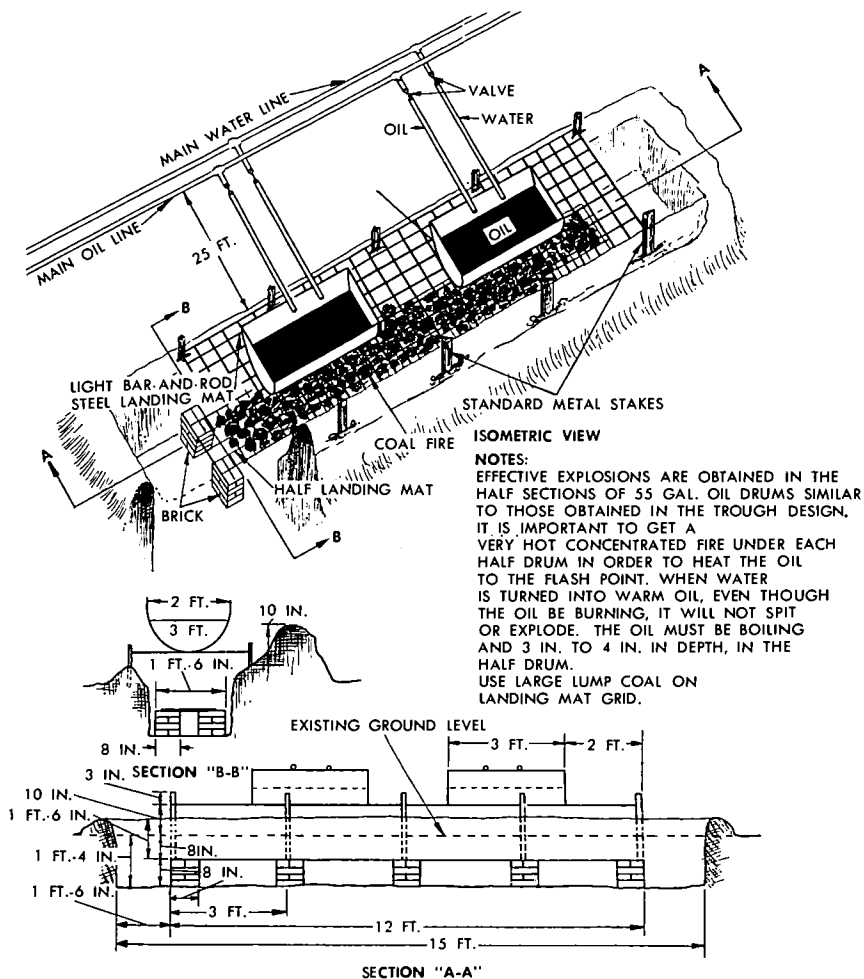 A
VALVE
MAIN WATER LINE
OIL
WATER
MAIN OIL LINE
25 FT.
OIL
B
LIGHT BAR-AND-ROD
STEEL LANDING MAT
STANDARD METAL STAKES
COAL FIRE
A
HALF LANDING MAT
BRICK
B
ISOMETRIC VIEW
NOTES:
EFFECTIVE EXPLOSIONS ARE OBTAINED IN THE
HALF SECTIONS OF 55 GAL. OIL DRUMS SIMILAR
TO THOSE OBTAINED IN THE TROUGH DESIGN.
IT IS IMPORTANT TO GET A
VERY HOT CONCENTRATED FIRE UNDER EACH
HALF DRUM IN ORDER TO HEAT THE OIL
TO THE FLASH POINT. WHEN WATER
IS TURNED INTO WARM OIL, EVEN THOUGH
THE OIL BE BURNING, IT WILL NOT SPIT
OR EXPLODE. THE OIL MUST BE BOILING
AND 3 IN. TO 4 IN. IN DEPTH, IN THE
HALF DRUM.
USE LARGE LUMP COAL ON
LANDING MAT GRID.
2 FT.
3 FT.
10 IN.
1 FT.-6 IN.
8 IN.
SECTION "B-B"
EXISTING GROUND LEVEL
3 FT.
2 FT.
3 IN.
10 IN.
1 FT.-6 IN.
8IN.
1 FT.-4 IN.
8 IN.
1 FT.-6 IN.
3 FT.
12 FT.
15 FT.
SECTION "A-A"